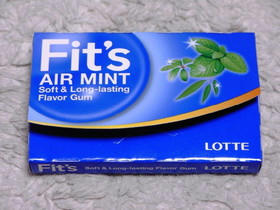 Fit's
AIR MINT
Soft & Long-lasting
Flavor Gum
LOTTE
Fit's Soft & Long-lasting Flavor Gum LOTTE